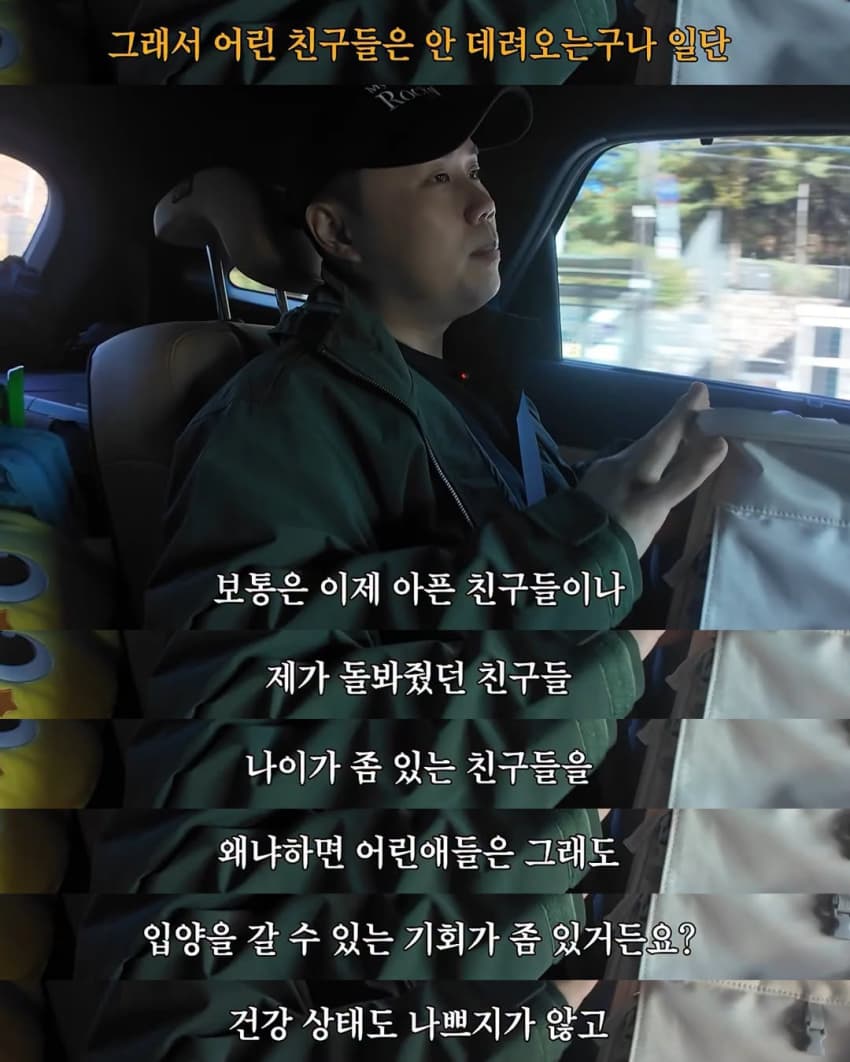 그래서 어린 친구들은 안 데려오는구나 일단
ROOM
보통은 이제 아픈 친구들이나
제가 돌봐줬던 친구들
나이가 좀 있는 친구들을
왜냐하면 어린애들은 그래도
입양을 갈 수 있는 기회가 좀 있거든요?
건강 상태도 나쁘지가 않고